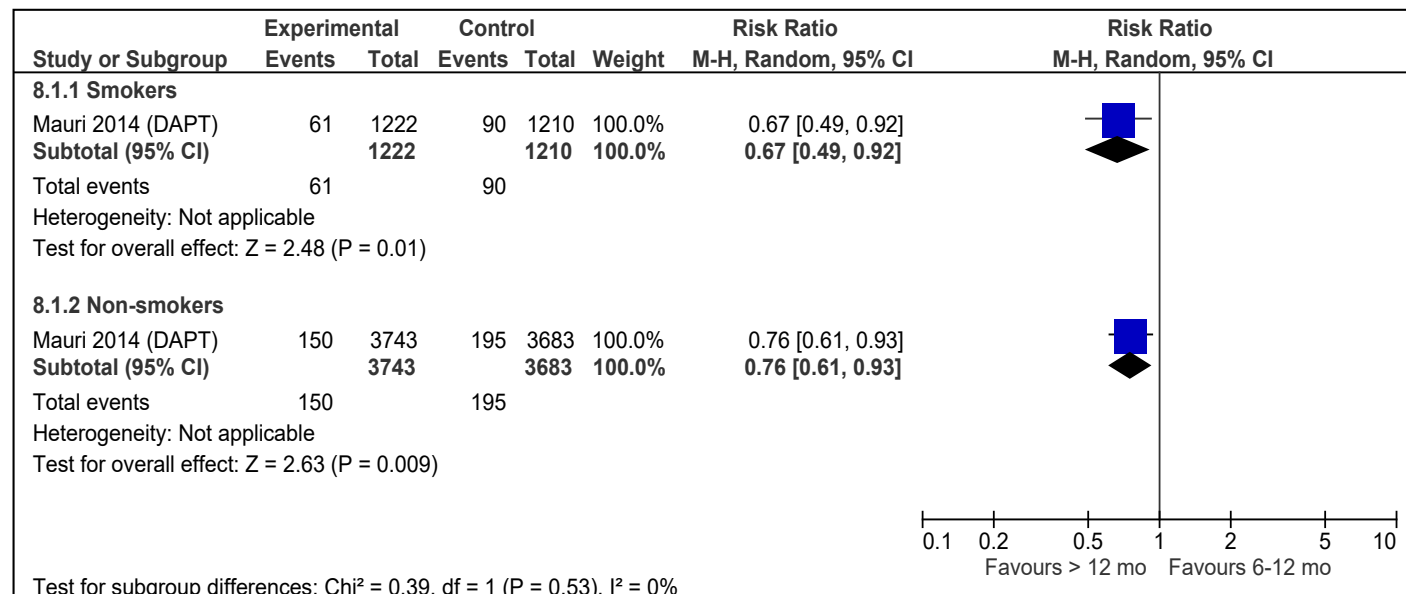 Experimental Control Risk Ratio Risk Ratio
Study or Subgroup Events Total Events Total Weight M-H, Random, 95% CI M-H, Random, 95% CI
8.1.1 Smokers
Mauri 2014 (DAPT) 61 1222 90 1210 100.0% 0.67 [0.49, 0.92]
Subtotal (95% CI) 1222 1210 100.0% 0.67 [0.49, 0.92]
Total events 61 90
Heterogeneity: Not applicable
Test for overall effect: Z = 2.48 (P = 0.01)
8.1.2 Non-smokers
Mauri 2014 (DAPT) 150 3743 195 3683 100.0% 0.76 [0.61, 0.93]
Subtotal (95% CI) 3743 3683 100.0% 0.76 [0.61, 0.93]
Total events 150 195
Heterogeneity: Not applicable
Test for overall effect: Z = 2.63 (P = 0.009)
0.1 0.2 0.5 1 2 5 10
Favours > 12 mo Favours 6-12 mo
Test for subgroup differences: Chi² = 0.39, df = 1 (P = 0.53), I² = 0%